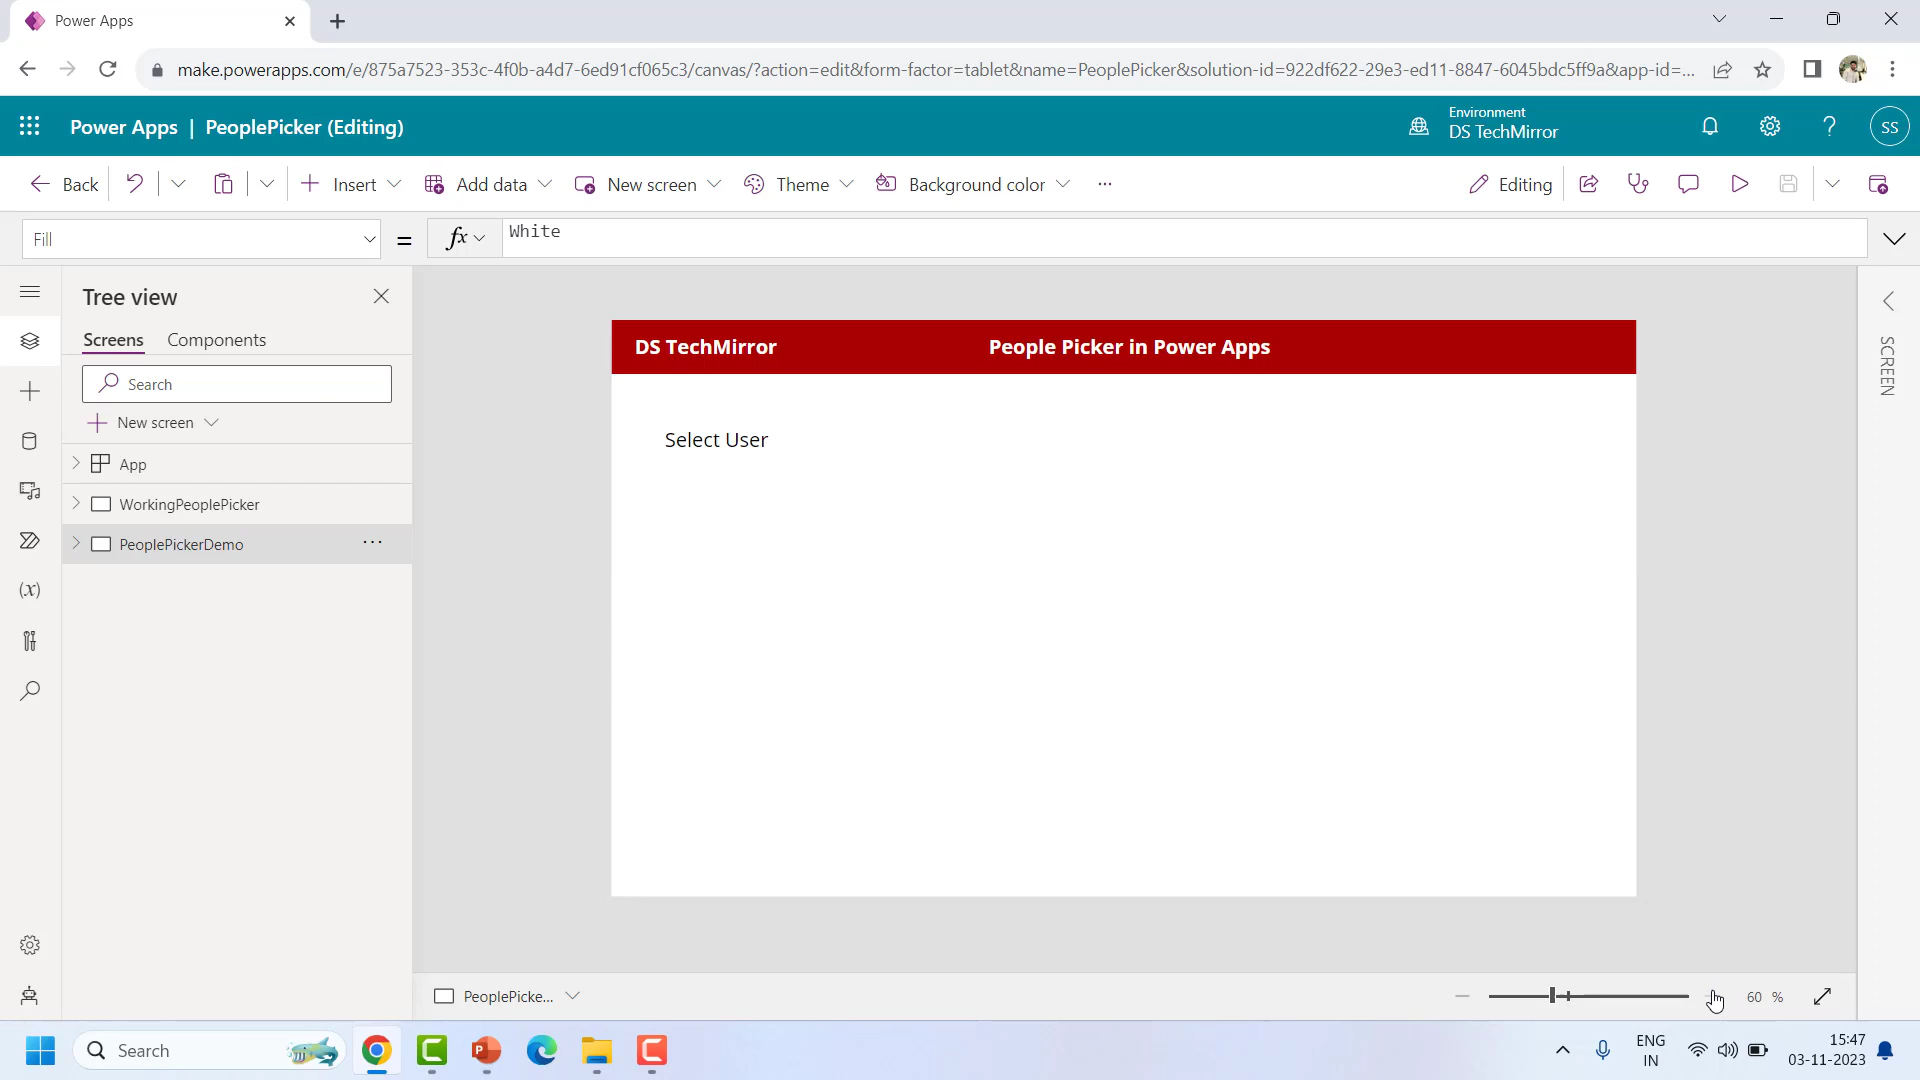 Power Apps
make.powerapps.com/e/875a7523-353c-4f0b-a4d7-6ed91cf065c3/canvas/?action=edit&form-factor=tablet&name=PeoplePicker&solution-id=922df622-29e3-ed11-8847-6045bdc5ff9a&app-id=...
Power Apps | PeoplePicker (Editing)
Environment
DS TechMirror
SS
Back
Insert
Add data
New screen
Theme
Background color
...
Editing
Fill
=
fx
White
Tree view
Screens
Components
Search
New screen
App
WorkingPeoplePicker
PeoplePickerDemo
...
(x)
DS TechMirror
People Picker in Power Apps
Select User
SCREEN
PeoplePicke...
60 %
Search
ENG
IN
15:47
03-11-2023